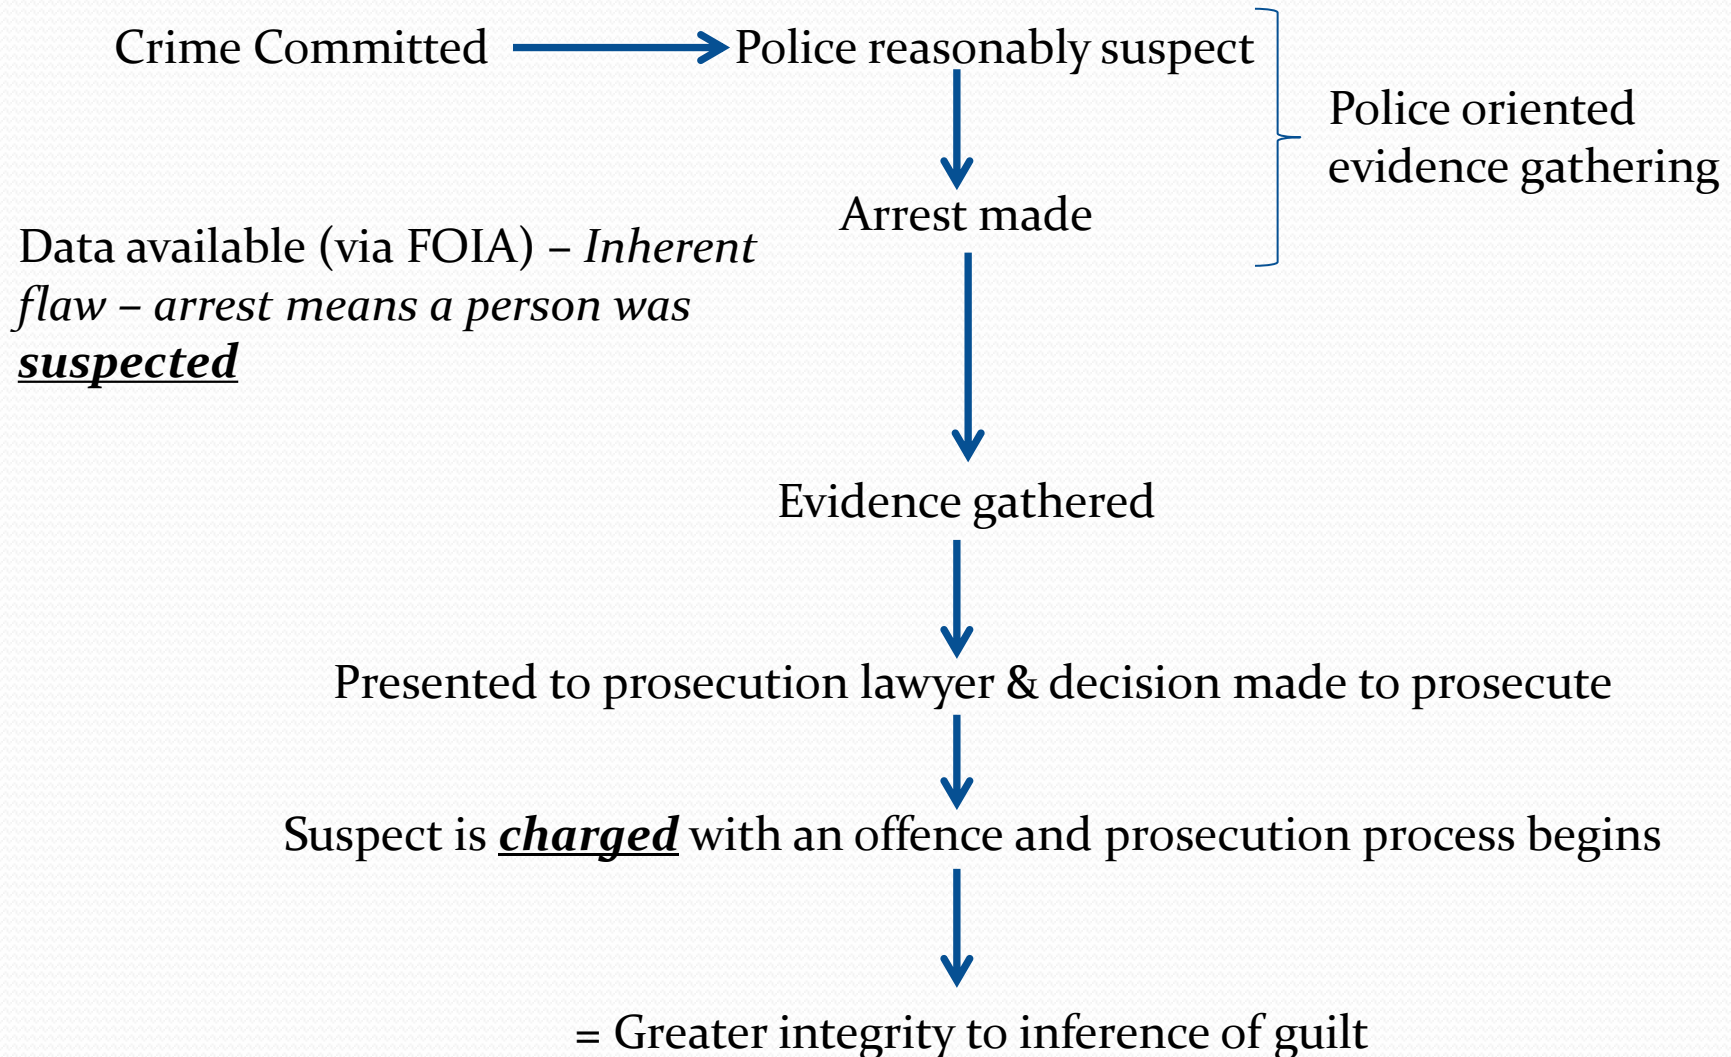 Crime Committed
Police reasonably suspect
Police oriented
evidence gathering
Arrest made
Data available (via FOIA) – Inherent
flaw – arrest means a person was
suspected
Evidence gathered
Presented to prosecution lawyer & decision made to prosecute
Suspect is charged with an offence and prosecution process begins
= Greater integrity to inference of guilt